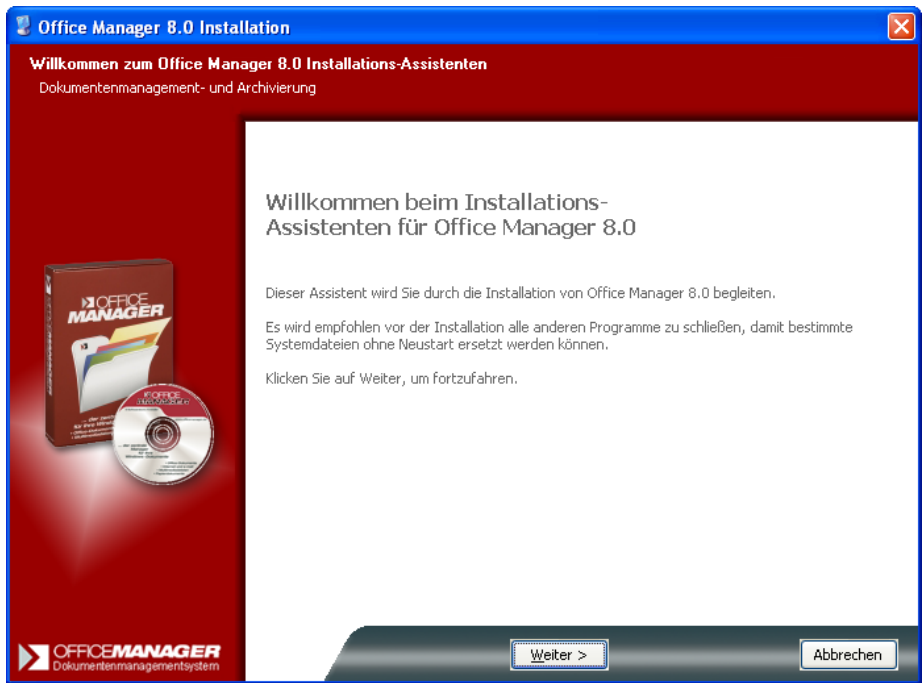 Office Manager 8.0 Installation
Willkommen zum Office Manager 8.0 Installations-Assistenten
Dokumentenmanagement- und Archivierung
Willkommen beim Installations-
Assistenten für Office Manager 8.0
Dieser Assistent wird Sie durch die Installation von Office Manager 8.0 begleiten.
Es wird empfohlen vor der Installation alle anderen Programme zu schließen, damit bestimmte
Systemdateien ohne Neustart ersetzt werden können.
Klicken Sie auf Weiter, um fortzufahren.
OFFICE
MANAGER
OFFICE
OFFICEMANAGER
Dokumentenmanagementsystem
Weiter >
Abbrechen